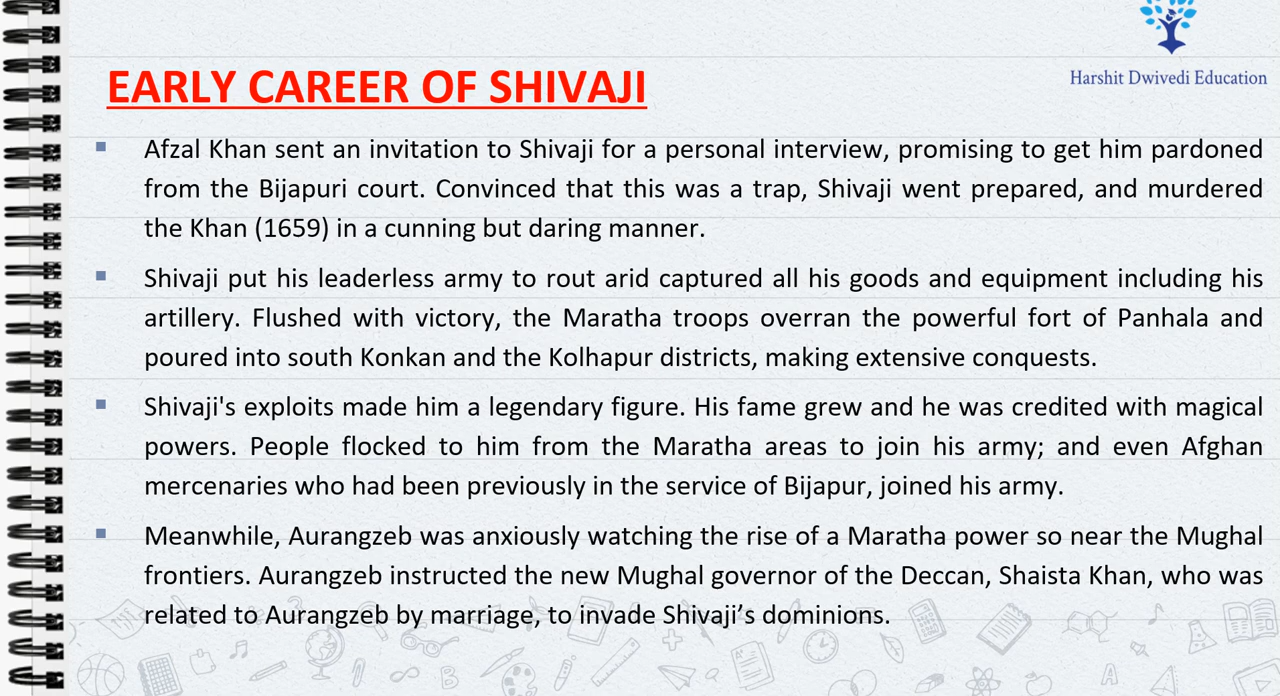 Harshit Dwivedi Education
EARLY CAREER OF SHIVAJI
▪ Afzal Khan sent an invitation to Shivaji for a personal interview, promising to get him pardoned
from the Bijapuri court. Convinced that this was a trap, Shivaji went prepared, and murdered
the Khan (1659) in a cunning but daring manner.
▪ Shivaji put his leaderless army to rout arid captured all his goods and equipment including his
artillery. Flushed with victory, the Maratha troops overran the powerful fort of Panhala and
poured into south Konkan and the Kolhapur districts, making extensive conquests.
▪ Shivaji's exploits made him a legendary figure. His fame grew and he was credited with magical
powers. People flocked to him from the Maratha areas to join his army; and even Afghan
mercenaries who had been previously in the service of Bijapur, joined his army.
▪ Meanwhile, Aurangzeb was anxiously watching the rise of a Maratha power so near the Mughal
frontiers. Aurangzeb instructed the new Mughal governor of the Deccan, Shaista Khan, who was
related to Aurangzeb by marriage, to invade Shivaji’s dominions.